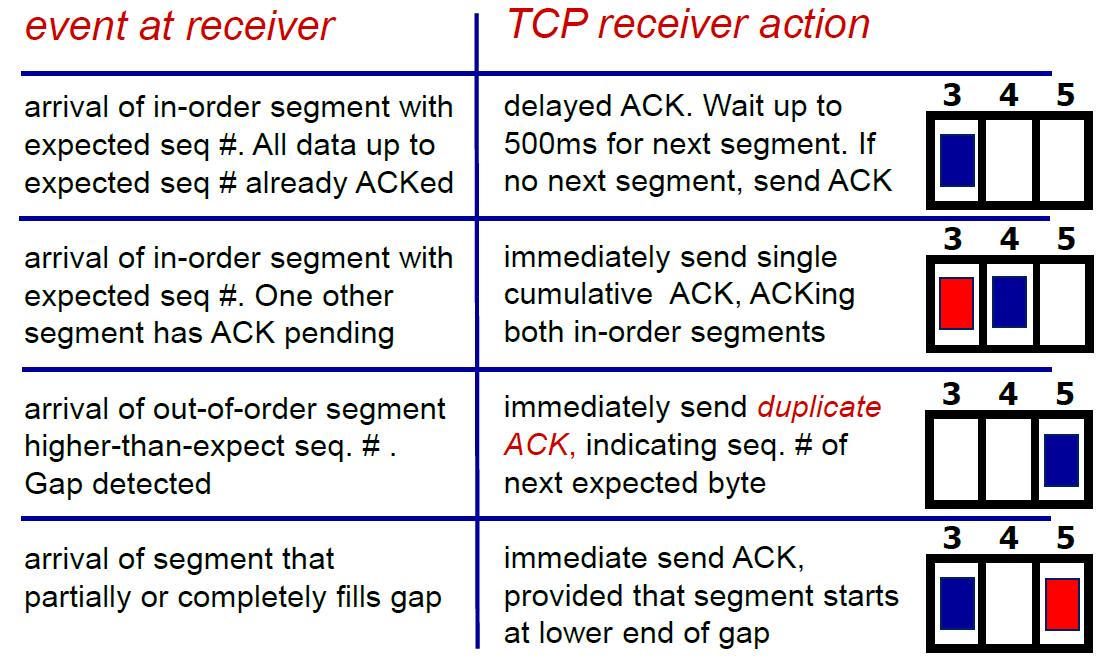 event at receiver
TCP receiver action
arrival of in-order segment with
expected seq #. All data up to
expected seq # already ACKed
delayed ACK. Wait up to
500ms for next segment. If
no next segment, send ACK
3 4 5
arrival of in-order segment with
expected seq #. One other
segment has ACK pending
immediately send single
cumulative ACK, ACKing
both in-order segments
3 4 5
arrival of out-of-order segment
higher-than-expect seq. # .
Gap detected
immediately send duplicate
ACK, indicating seq. # of
next expected byte
3 4 5
arrival of segment that
partially or completely fills gap
immediate send ACK,
provided that segment starts
at lower end of gap
3 4 5